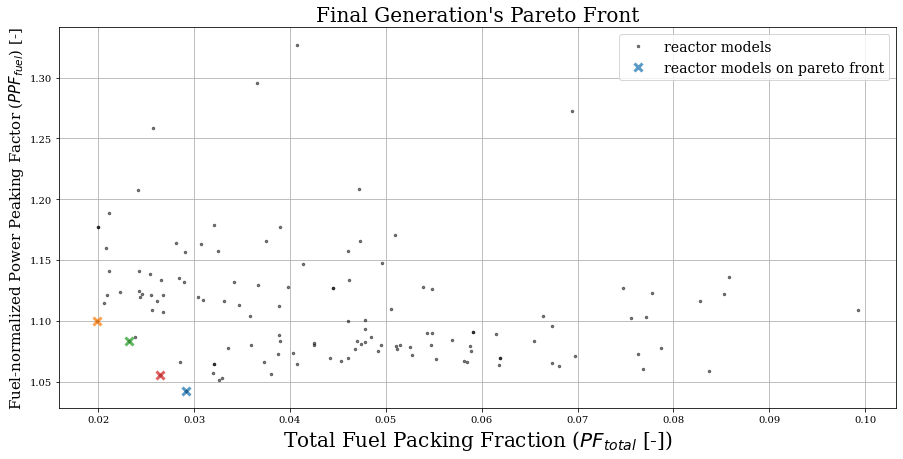 Final Generation's Pareto Front
reactor models
reactor models on pareto front
Fuel-normalized Power Peaking Factor (PPF_fuel) [-]
1.30
1.25
1.20
1.15
1.10
1.05
0.02 0.03 0.04 0.05 0.06 0.07 0.08 0.09 0.10
Total Fuel Packing Fraction (PF_total [-])